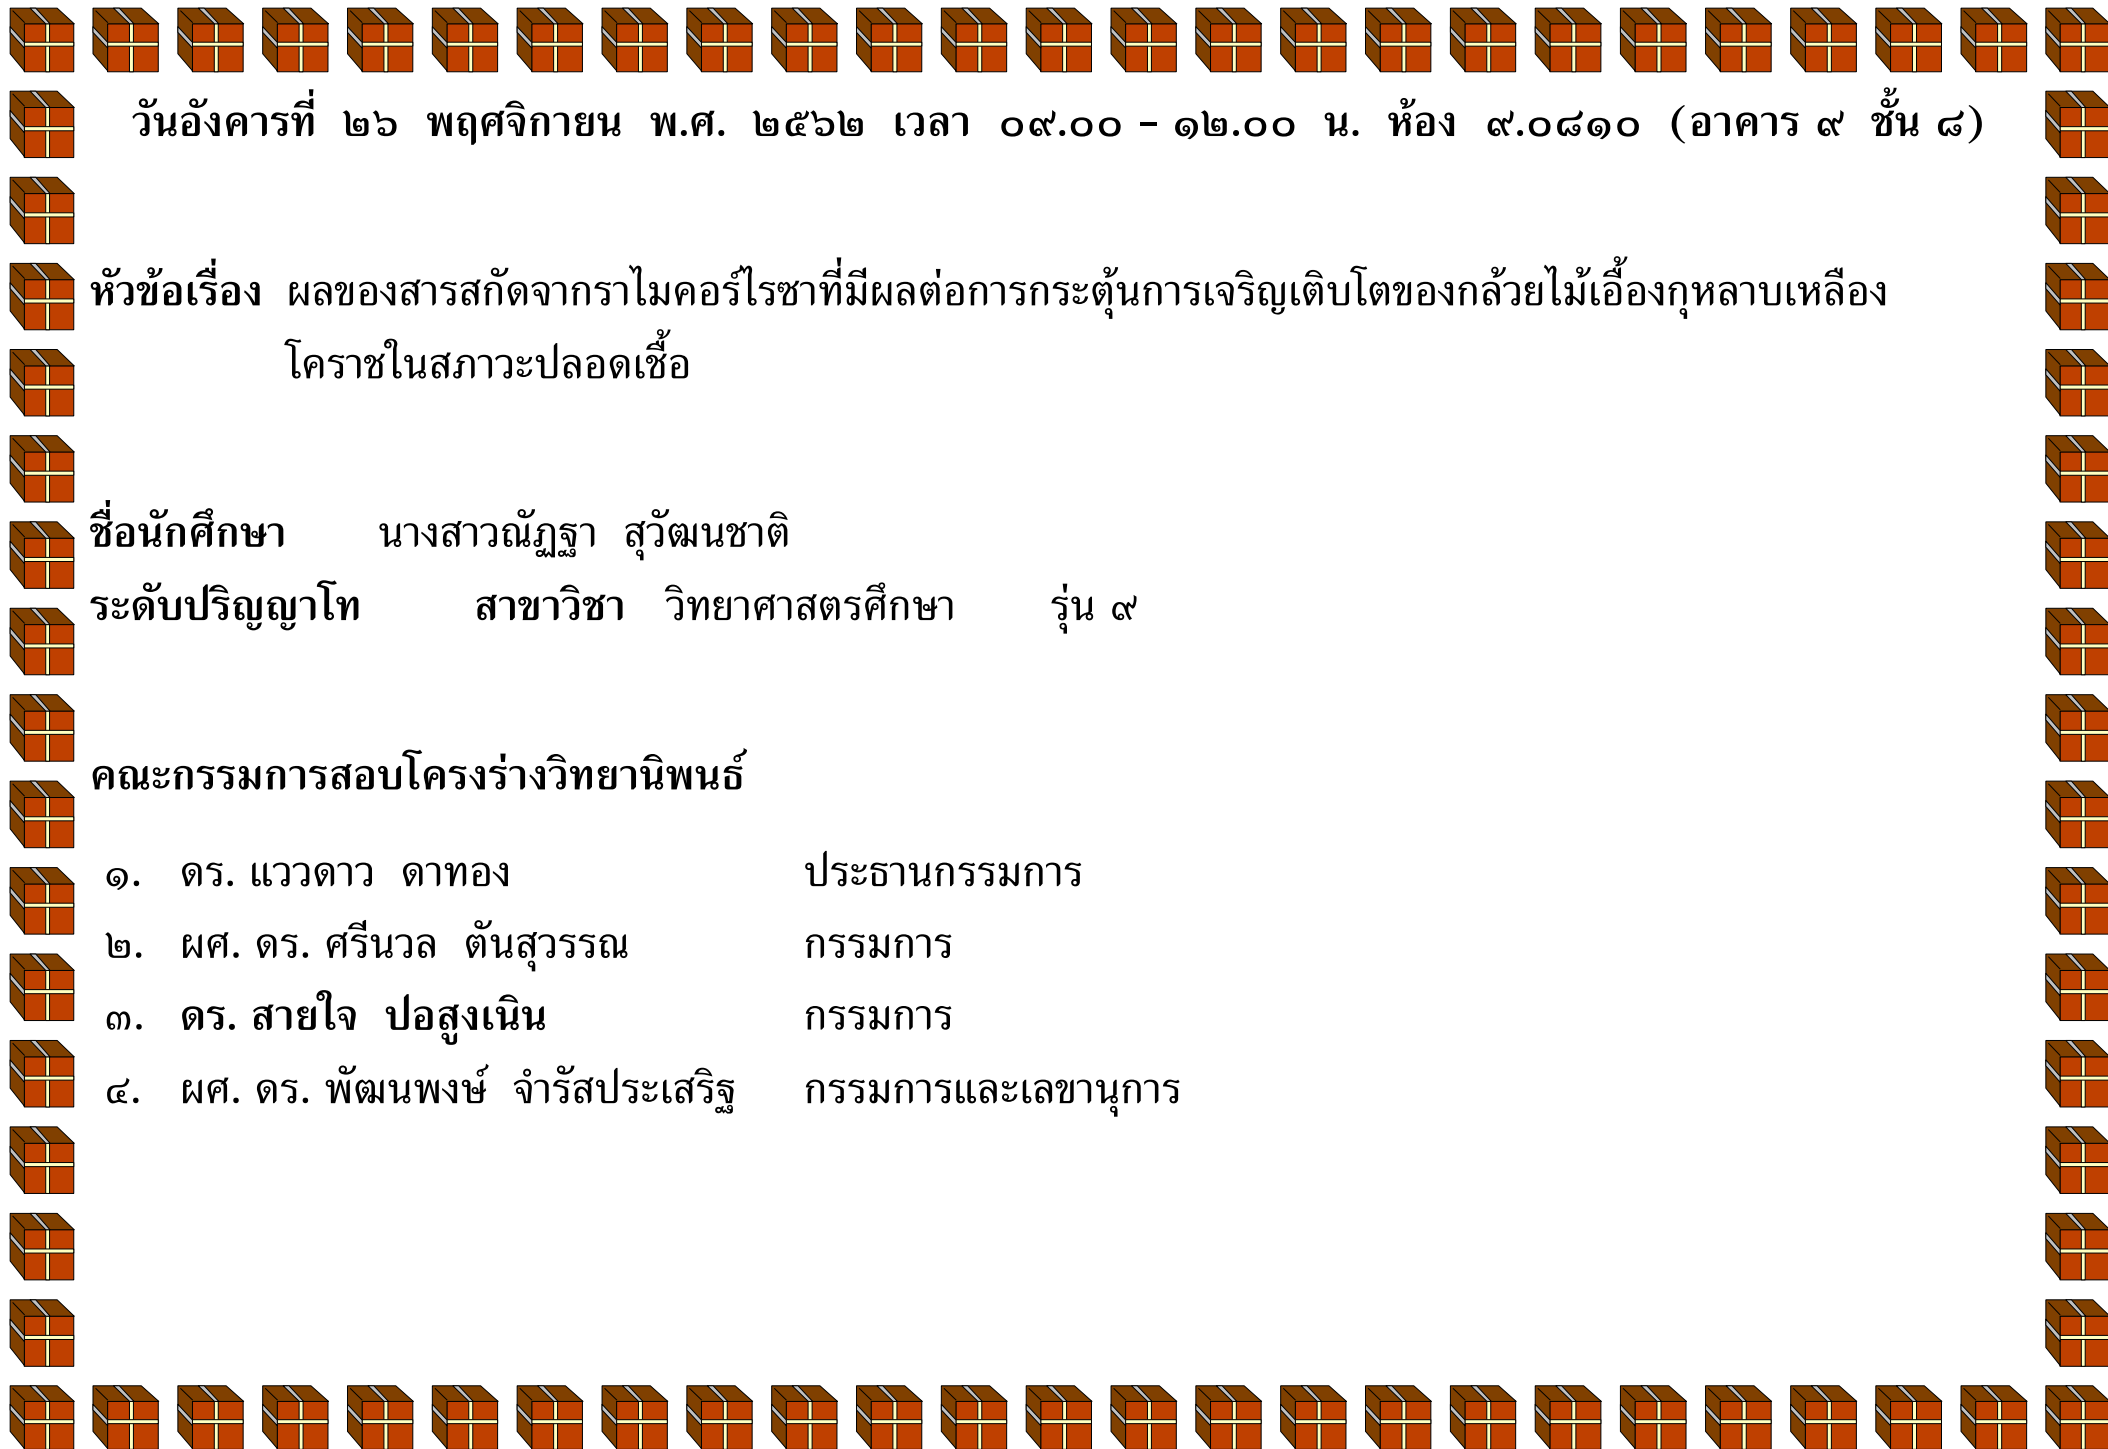 วันอังคารที่ ๒๖ พฤศจิกายน พ.ศ. ๒๕๖๒ เวลา ๐๙.๐๐ - ๑๒.๐๐ น. ห้อง ๙.๐๘๑๐ (อาคาร ๙ ชั้น ๘)
หัวข้อเรื่อง ผลของสารสกัดจากราไมคอร์ไรซาที่มีผลต่อการกระตุ้นการเจริญเติบโตของกล้วยไม้เอื้องกุหลาบเหลือง
โคราชในสภาวะปลอดเชื้อ
ชื่อนักศึกษา นางสาวณัฏฐา สุวัฒนชาติ
ระดับปริญญาโท สาขาวิชา วิทยาศาสตรศึกษา รุ่น ๙
คณะกรรมการสอบโครงร่างวิทยานิพนธ์
๑. ดร. แววดาว ดาทอง ประธานกรรมการ
๒. ผศ. ดร. ศรีนวล ตันสุวรรณ กรรมการ
๓. ดร. สายใจ ปอสูงเนิน กรรมการ
๔. ผศ. ดร. พัฒนพงษ์ จำรัสประเสริฐ กรรมการและเลขานุการ